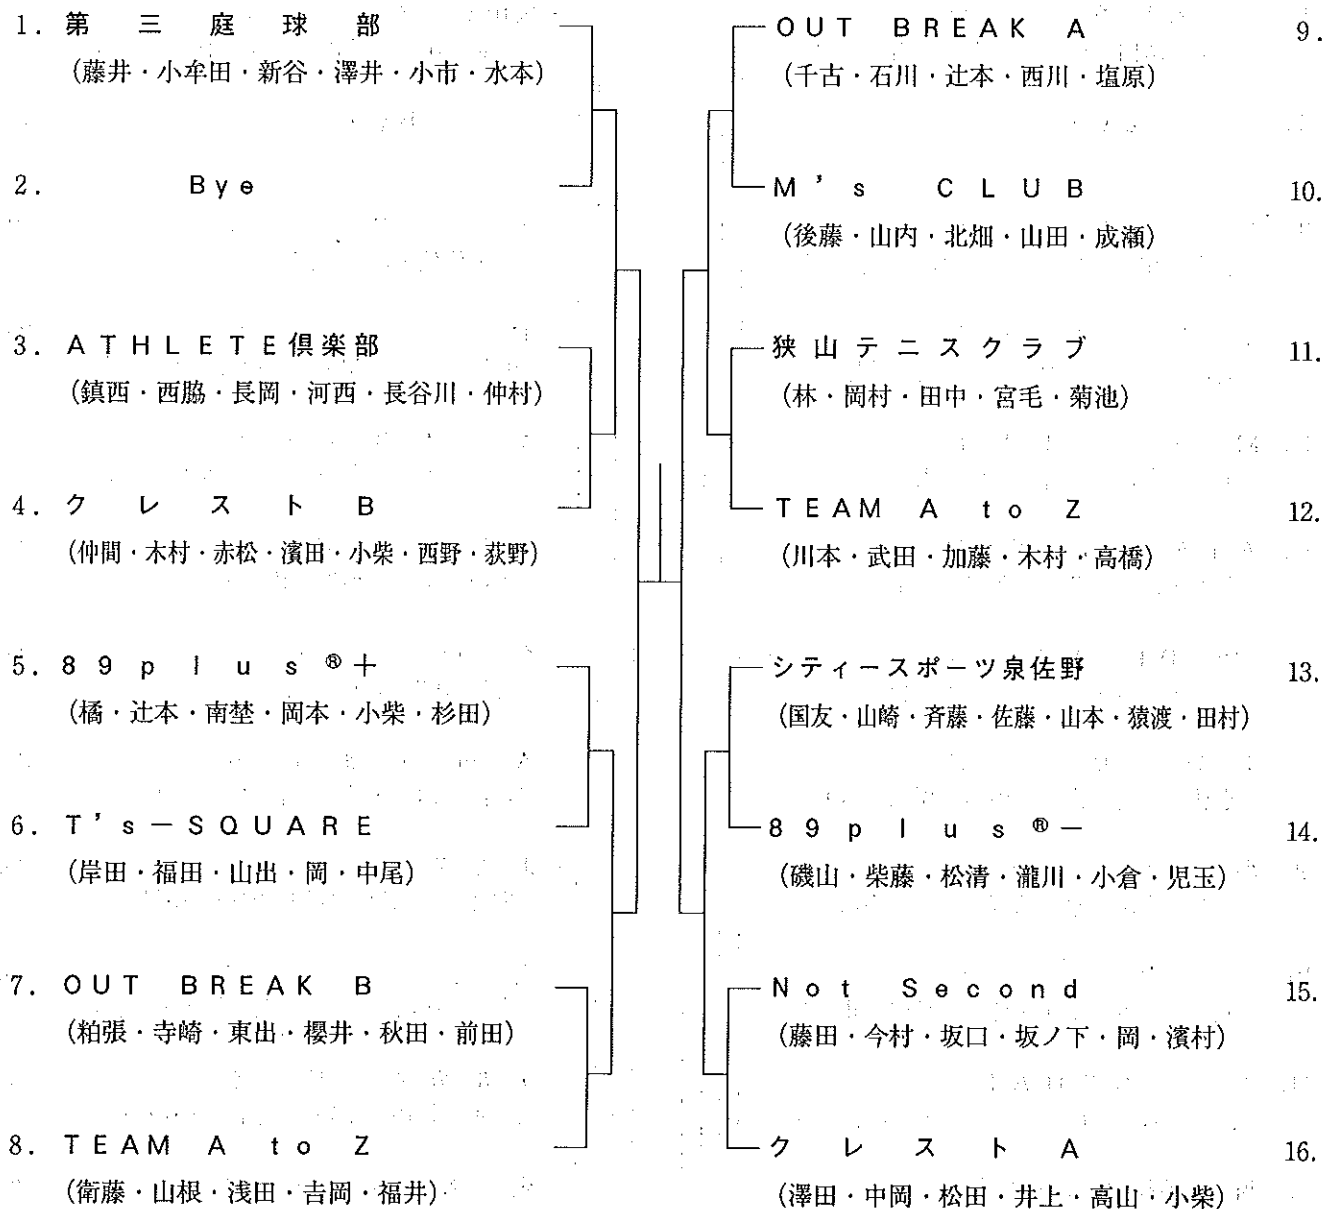 1. 第三庭球部
(藤井・小牟田・新谷・澤井・小市・水本)
2. Bye
3. ATHLETE倶楽部
(鎮西・西脇・長岡・河西・長谷川・仲村)
4. クレストB
(仲間・木村・赤松・濱田・小柴・西野・荻野)
5. 89plus®＋
(橘・辻本・南埜・岡本・小柴・杉田)
6. T's－SQUARE
(岸田・福田・山出・岡・中尾)
7. OUT BREAK B
(粕張・寺崎・東出・櫻井・秋田・前田)
8. TEAM A to Z
(衛藤・山根・浅田・吉岡・福井)
OUT BREAK A 9.
(千古・石川・辻本・西川・塩原)
M's CLUB 10.
(後藤・山内・北畑・山田・成瀬)
狭山テニスクラブ 11.
(林・岡村・田中・宮毛・菊池)
TEAM A to Z 12.
(川本・武田・加藤・木村・高橋)
シティースポーツ泉佐野 13.
(国友・山崎・斉藤・佐藤・山本・猿渡・田村)
89plus®－ 14.
(磯山・柴藤・松清・瀧川・小倉・児玉)
Not Second 15.
(藤田・今村・坂口・坂ノ下・岡・濱村)
クレストA 16.
(澤田・中岡・松田・井上・高山・小柴)